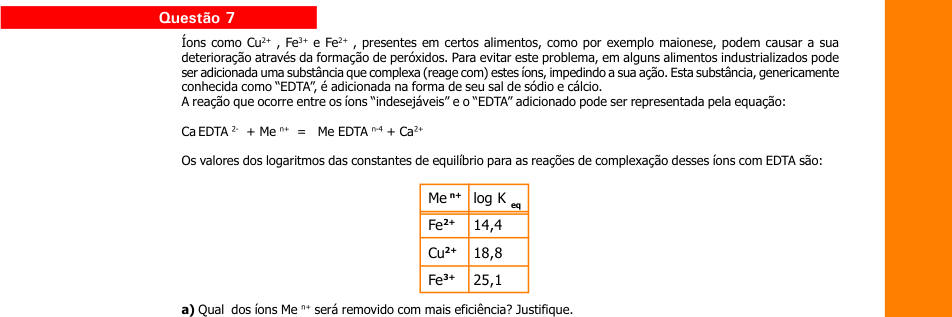 Questão 7
Íons como Cu²⁺ , Fe³⁺ e Fe²⁺ , presentes em certos alimentos, como por exemplo maionese, podem causar a sua
deterioração através da formação de peróxidos. Para evitar este problema, em alguns alimentos industrializados pode
ser adicionada uma substância que complexa (reage com) estes íons, impedindo a sua ação. Esta substância, genericamente
conhecida como “EDTA”, é adicionada na forma de seu sal de sódio e cálcio.
A reação que ocorre entre os íons “indesejáveis” e o “EDTA” adicionado pode ser representada pela equação:
Ca EDTA ²⁻ + Me ⁿ⁺ = Me EDTA ⁿ⁻⁴ + Ca²⁺
Os valores dos logaritmos das constantes de equilíbrio para as reações de complexação desses íons com EDTA são:
Me ⁿ⁺ log K eq
Fe²⁺ 14,4
Cu²⁺ 18,8
Fe³⁺ 25,1
a) Qual dos íons Me ⁿ⁺ será removido com mais eficiência? Justifique.